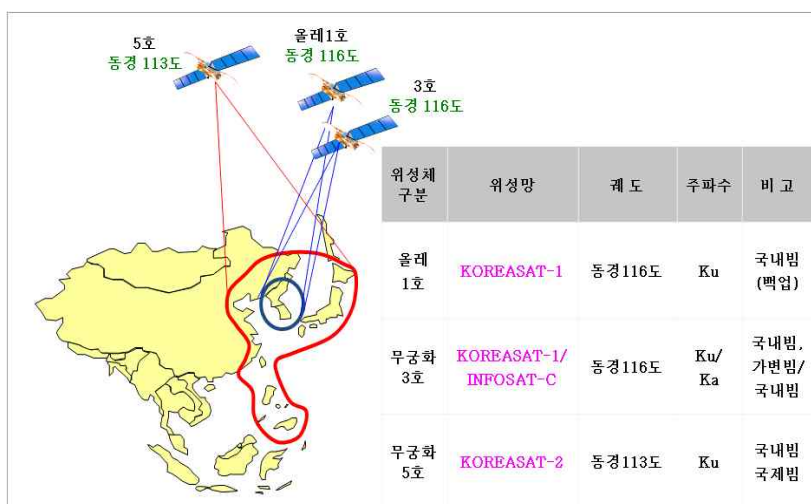 5호
동경 113도
올레1호
동경 116도
3호
동경 116도
위성체 구분 위성망 궤 도 주파수 비 고
올레 1호 KOREASAT-1 동경116도 Ku 국내빔 (백업)
무궁화 3호 KOREASAT-1/ INFOSAT-C 동경116도 Ku/ Ka 국내빔, 가변빔/ 국내빔
무궁화 5호 KOREASAT-2 동경113도 Ku 국내빔 국제빔